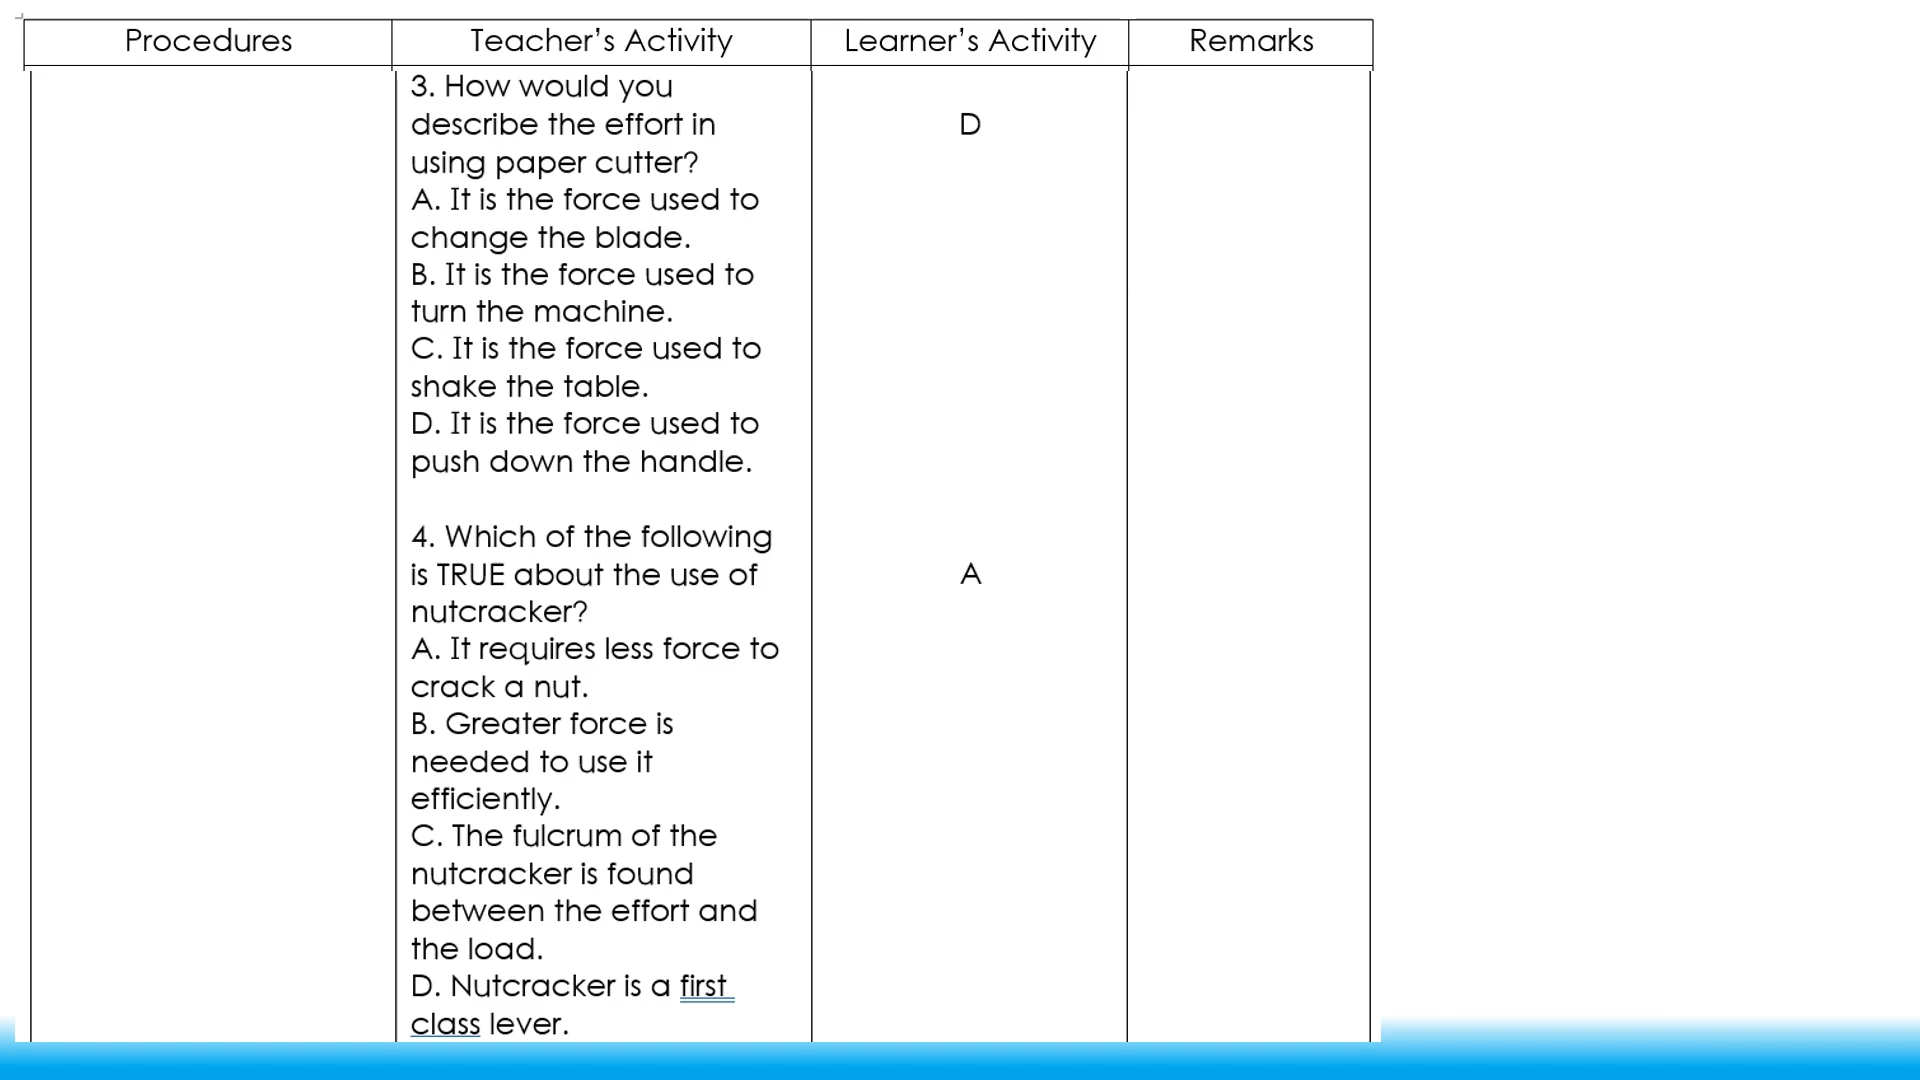 Procedures Teacher’s Activity Learner’s Activity Remarks
3. How would you
describe the effort in
using paper cutter?
A. It is the force used to
change the blade.
B. It is the force used to
turn the machine.
C. It is the force used to
shake the table.
D. It is the force used to
push down the handle.
D
4. Which of the following
is TRUE about the use of
nutcracker?
A. It requires less force to
crack a nut.
B. Greater force is
needed to use it
efficiently.
C. The fulcrum of the
nutcracker is found
between the effort and
the load.
D. Nutcracker is a first
class lever.
A